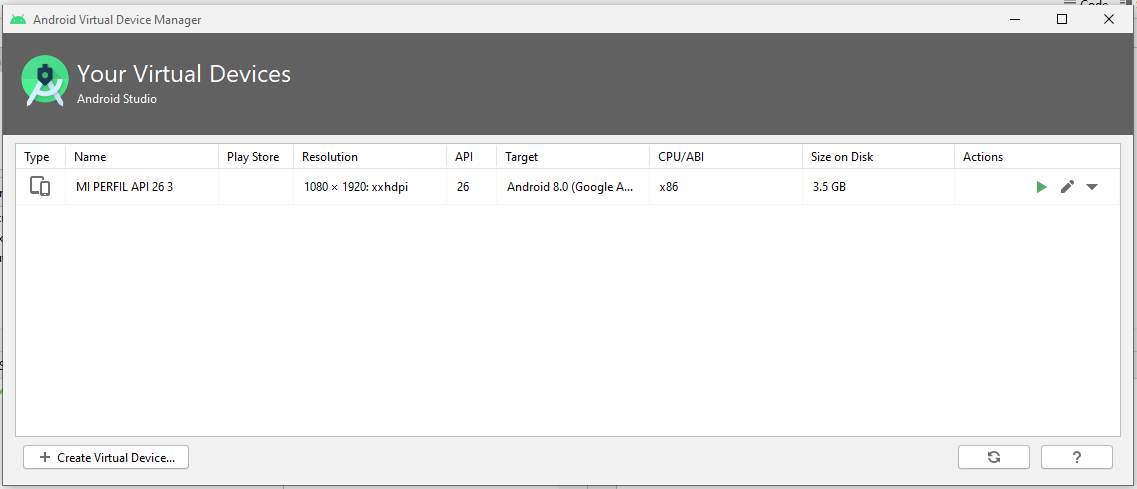 Code
Android Virtual Device Manager
Your Virtual Devices
Android Studio
Type Name Play Store Resolution API Target CPU/ABI Size on Disk Actions
MI PERFIL API 26 3 1080 × 1920: xxhdpi 26 Android 8.0 (Google A... x86 3.5 GB
+ Create Virtual Device... ?